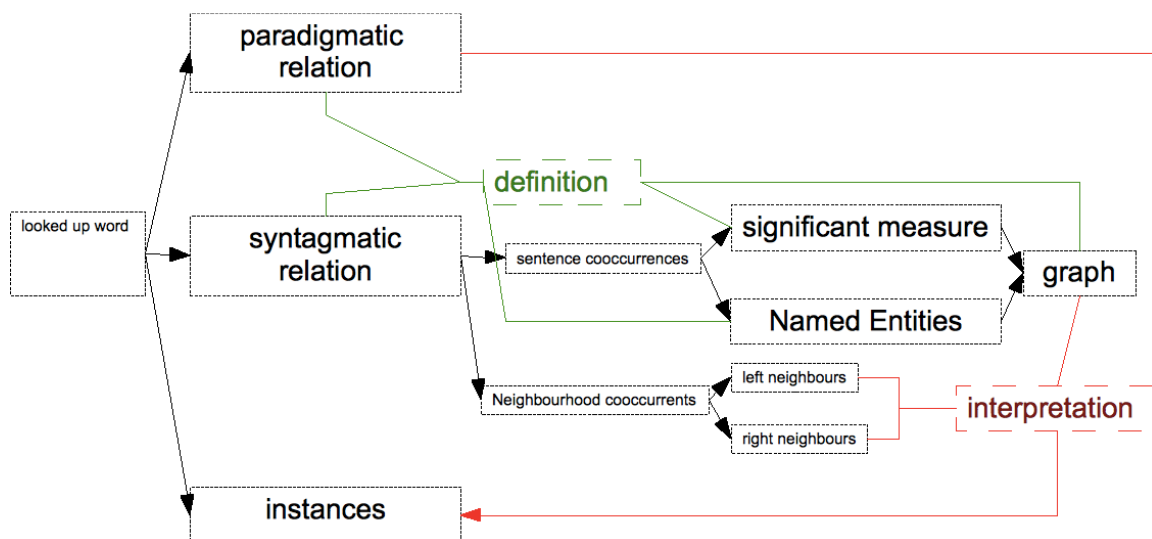 paradigmatic
relation
definition
looked up word
syntagmatic
relation
sentence cooccurrences
significant measure
graph
Named Entities
left neighbours
Neighbourhood cooccurrents
interpretation
right neighbours
instances